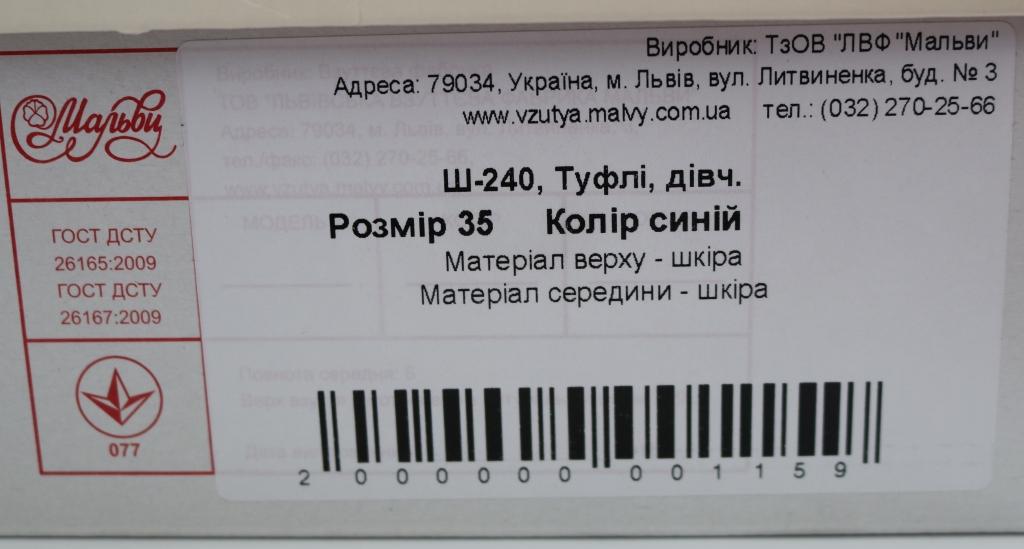 Виробник: ТзОВ "ЛВФ "Мальви"
Адреса: 79034, Україна, м. Львів, вул. Литвиненка, буд. № 3
www.vzutya.malvy.com.ua тел.: (032) 270-25-66
Мальви
Ш-240, Туфлі, дівч.
Розмір 35 Колір синій
Матеріал верху - шкіра
Матеріал середини - шкіра
ГОСТ ДСТУ
26165:2009
ГОСТ ДСТУ
26167:2009
077
2 000000 001159